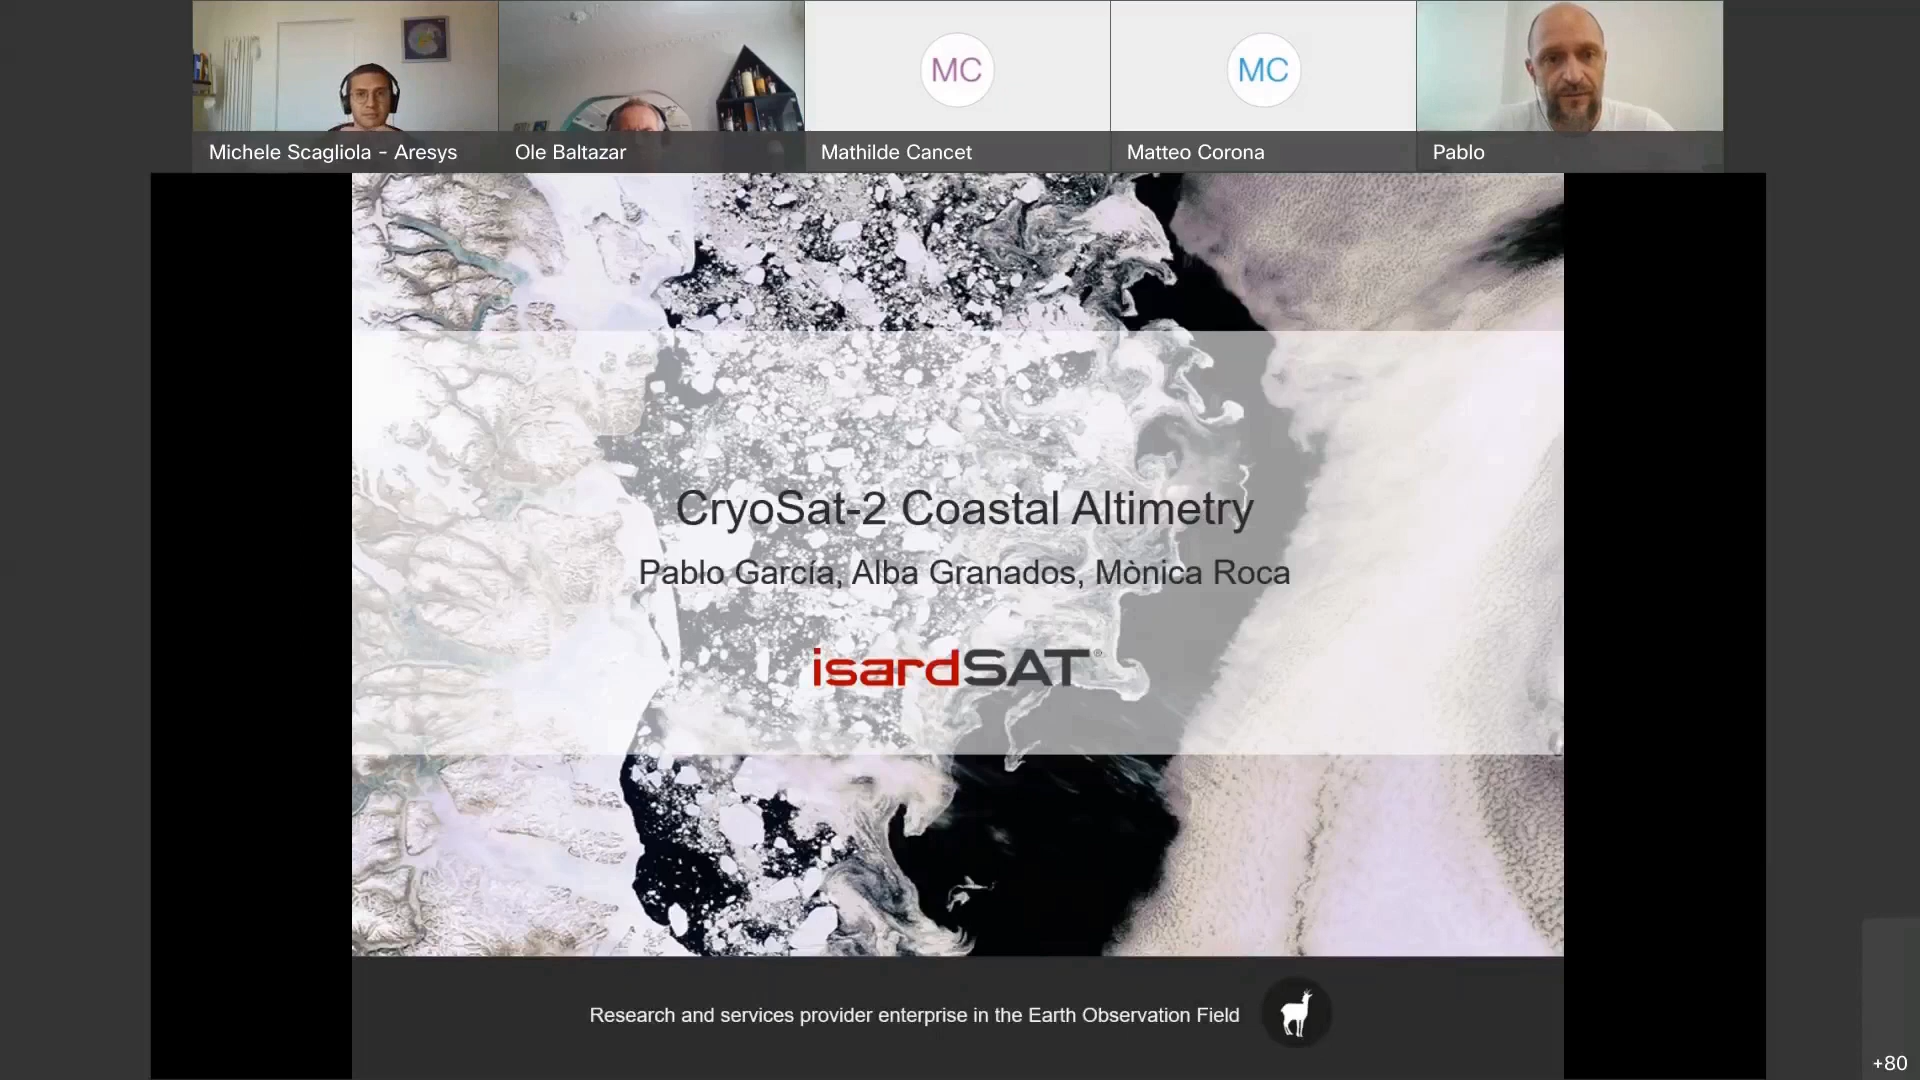 MC
MC
Michele Scagliola - Aresys
Ole Baltazar
Mathilde Cancet
Matteo Corona
Pablo
CryoSat-2 Coastal Altimetry
Pablo García, Alba Granados, Mònica Roca
isardSAT®
Research and services provider enterprise in the Earth Observation Field
+80